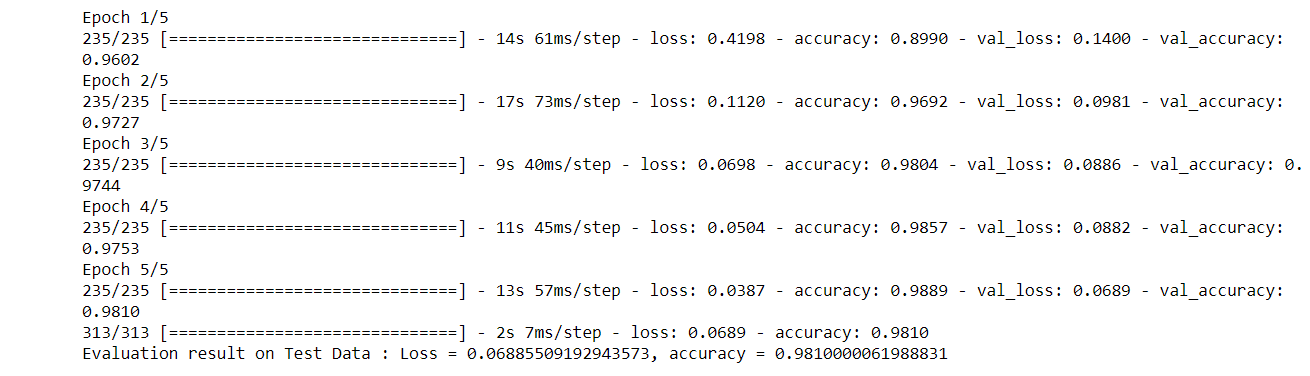 Epoch 1/5
235/235 [==============================] - 14s 61ms/step - loss: 0.4198 - accuracy: 0.8990 - val_loss: 0.1400 - val_accuracy:
0.9602
Epoch 2/5
235/235 [==============================] - 17s 73ms/step - loss: 0.1120 - accuracy: 0.9692 - val_loss: 0.0981 - val_accuracy:
0.9727
Epoch 3/5
235/235 [==============================] - 9s 40ms/step - loss: 0.0698 - accuracy: 0.9804 - val_loss: 0.0886 - val_accuracy: 0.
9744
Epoch 4/5
235/235 [==============================] - 11s 45ms/step - loss: 0.0504 - accuracy: 0.9857 - val_loss: 0.0882 - val_accuracy:
0.9753
Epoch 5/5
235/235 [==============================] - 13s 57ms/step - loss: 0.0387 - accuracy: 0.9889 - val_loss: 0.0689 - val_accuracy:
0.9810
313/313 [==============================] - 2s 7ms/step - loss: 0.0689 - accuracy: 0.9810
Evaluation result on Test Data : Loss = 0.06885509192943573, accuracy = 0.9810000061988831